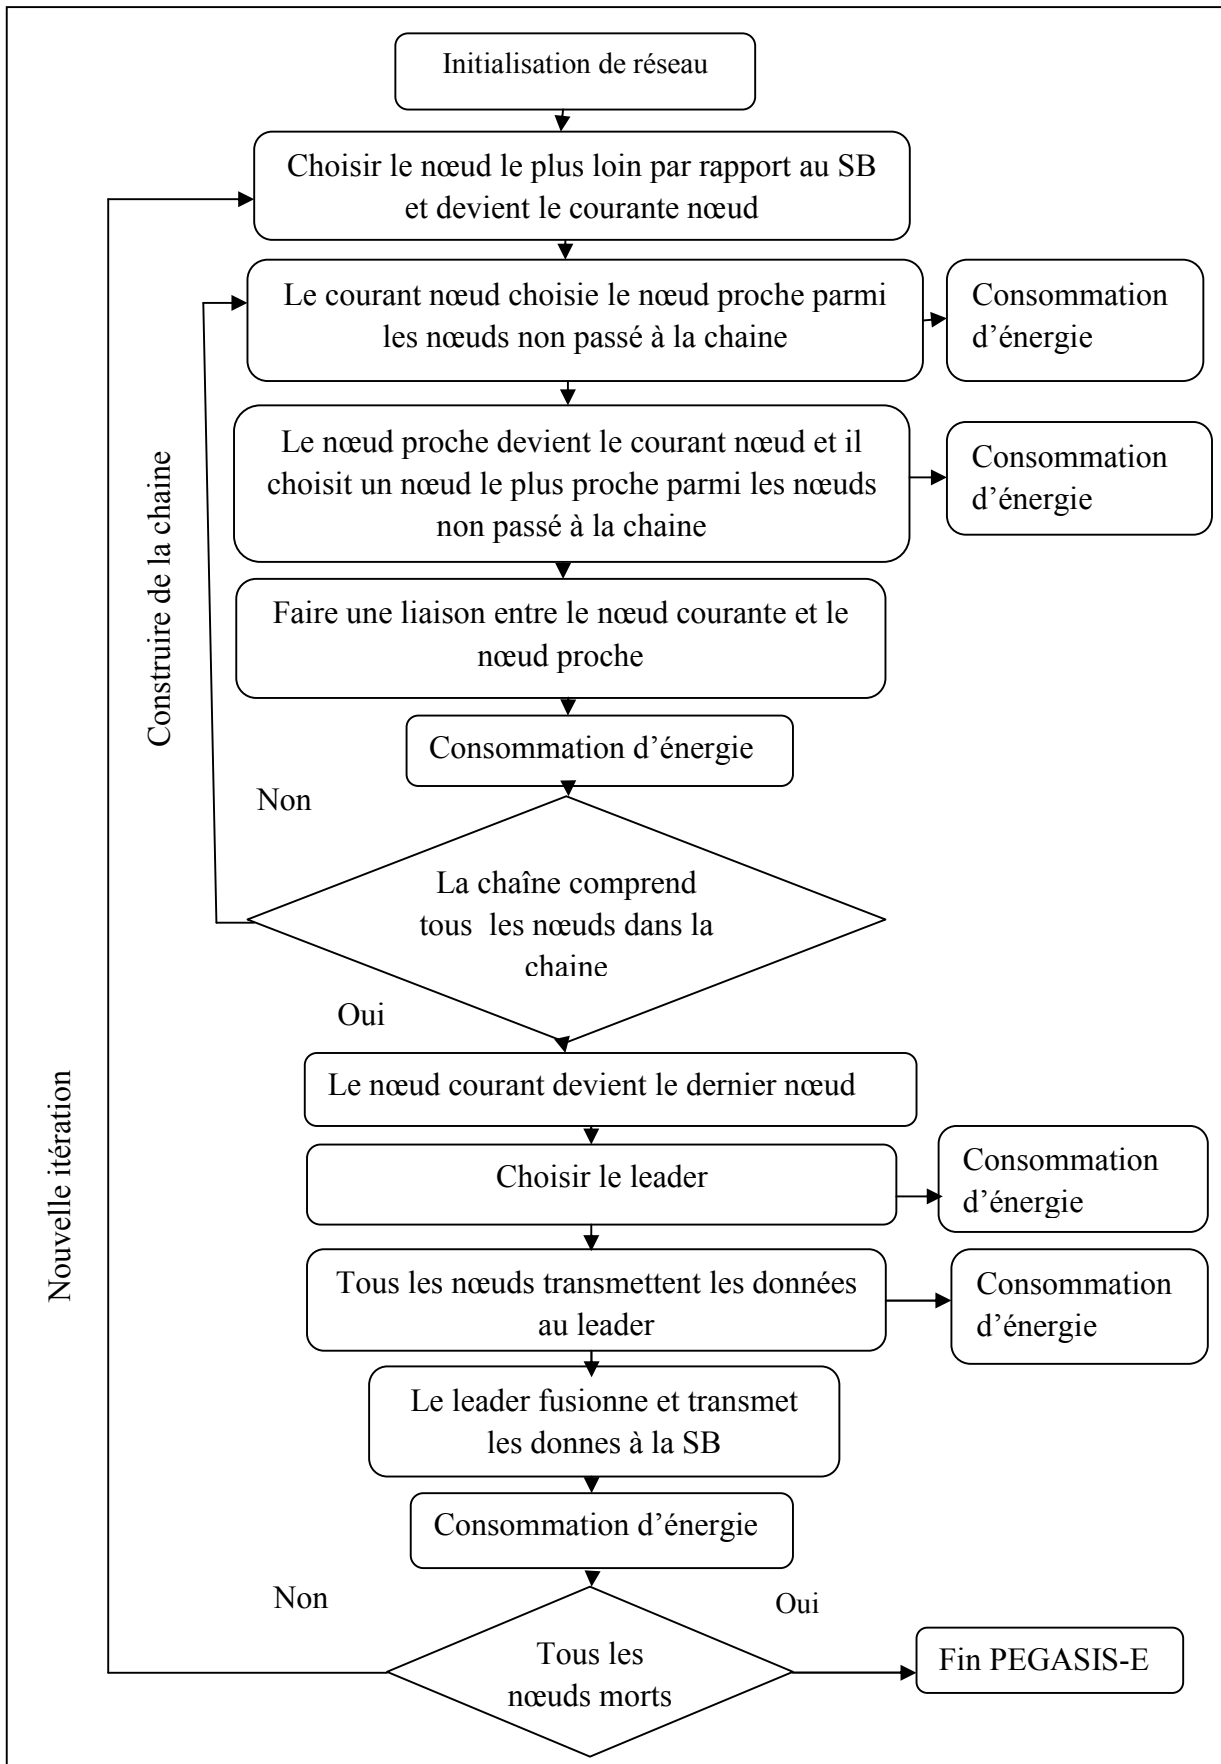 Initialisation de réseau
Choisir le nœud le plus loin par rapport au SB
et devient le courante nœud
Le courant nœud choisie le nœud proche parmi
les nœuds non passé à la chaine
Consommation
d’énergie
Le nœud proche devient le courant nœud et il
choisit un nœud le plus proche parmi les nœuds
non passé à la chaine
Consommation
d’énergie
Construire de la chaine
Faire une liaison entre le nœud courante et le
nœud proche
Consommation d’énergie
Non
La chaîne comprend
tous les nœuds dans la
chaine
Oui
Le nœud courant devient le dernier nœud
Choisir le leader
Consommation
d’énergie
Nouvelle itération
Tous les nœuds transmettent les données
au leader
Consommation
d’énergie
Le leader fusionne et transmet
les donnes à la SB
Consommation d’énergie
Non
Oui
Tous les
nœuds morts
Fin PEGASIS-E